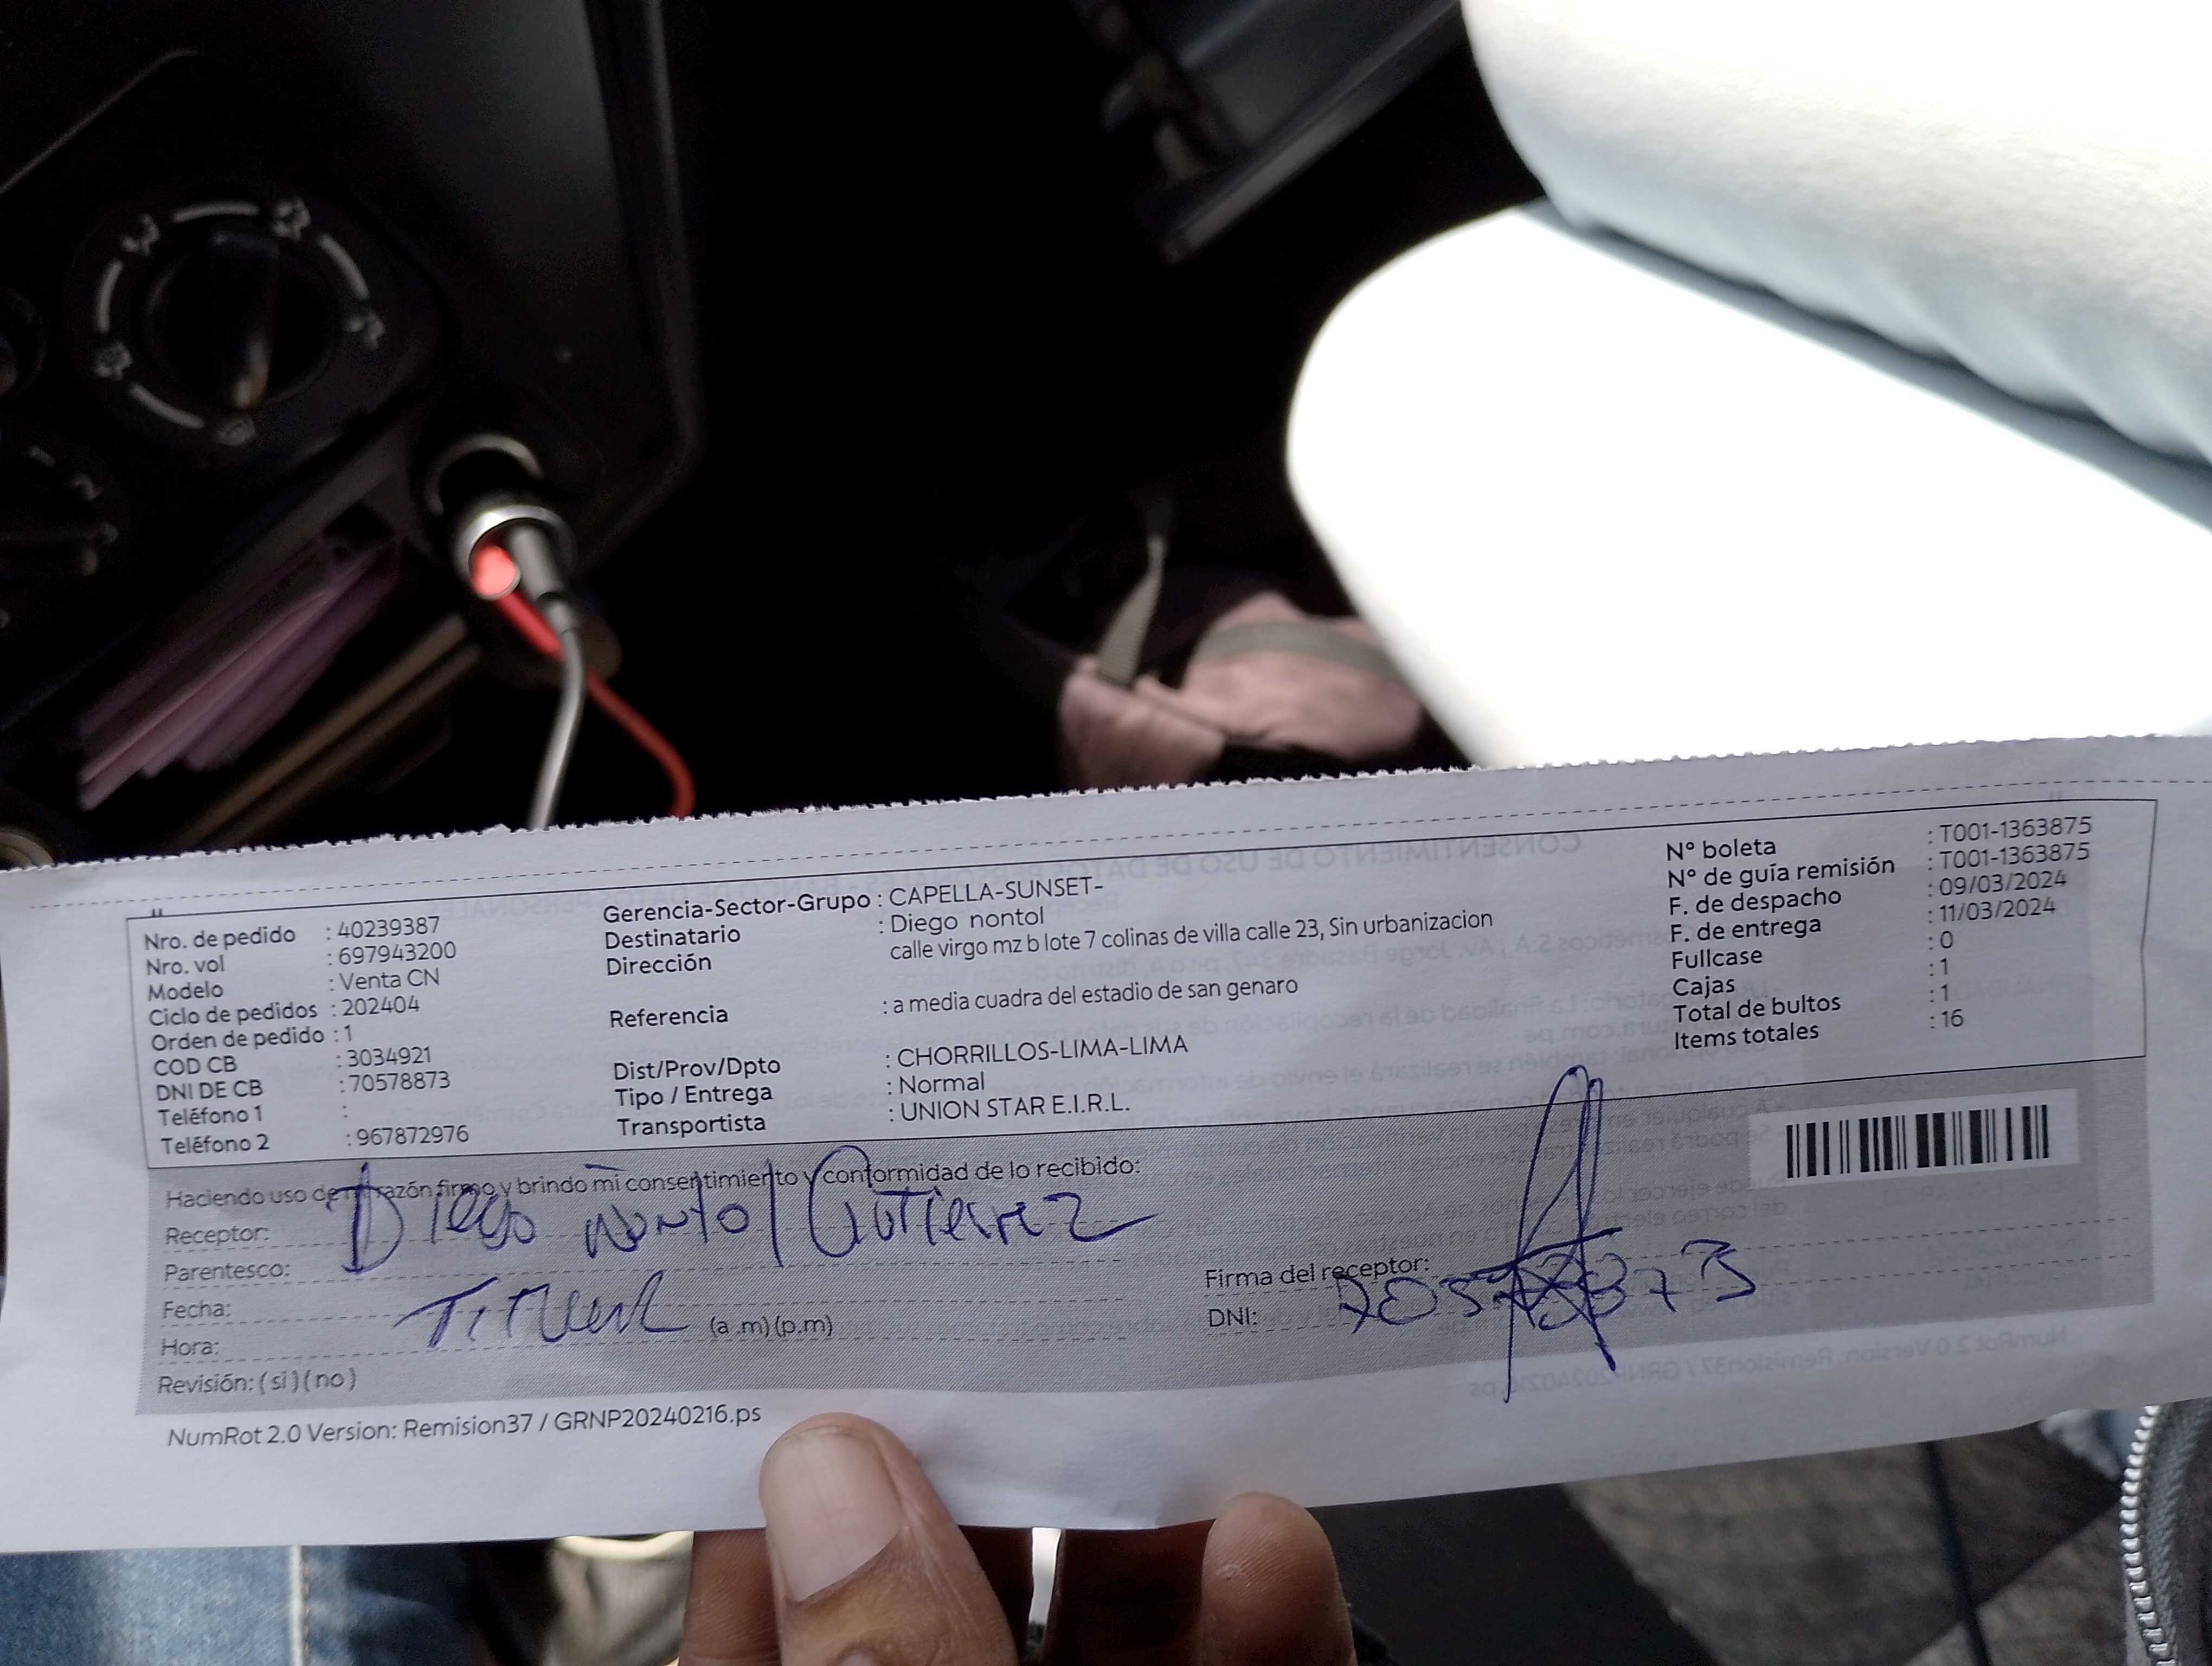 Nro. de pedido : 40239387
Nro. vol : 697943200
Modelo : Venta CN
Ciclo de pedidos : 202404
Orden de pedido : 1
COD CB : 3034921
DNI DE CB : 70578873
Teléfono 1 :
Teléfono 2 : 967872976
Gerencia-Sector-Grupo : CAPELLA-SUNSET-
Destinatario : Diego nontol
Dirección calle virgo mz b lote 7 colinas de villa calle 23, Sin urbanizacion
Referencia : a media cuadra del estadio de san genaro
Dist/Prov/Dpto : CHORRILLOS-LIMA-LIMA
Tipo / Entrega : Normal
Transportista : UNION STAR E.I.R.L.
N° boleta : T001-1363875
N° de guía remisión : T001-1363875
F. de despacho : 09/03/2024
F. de entrega : 11/03/2024
Fullcase : 0
Cajas : 1
Total de bultos : 1
Items totales : 16
Haciendo uso de mi razón firmo y brindo mi consentimiento y conformidad de lo recibido:
Receptor: Diego Nontol Gutierrez
Parentesco:
Fecha: Titular
Hora: (a .m) (p.m)
Revisión: ( si ) ( no )
Firma del receptor:
DNI: 70578873
NumRot 2.0 Version: Remision37 / GRNP20240216.ps